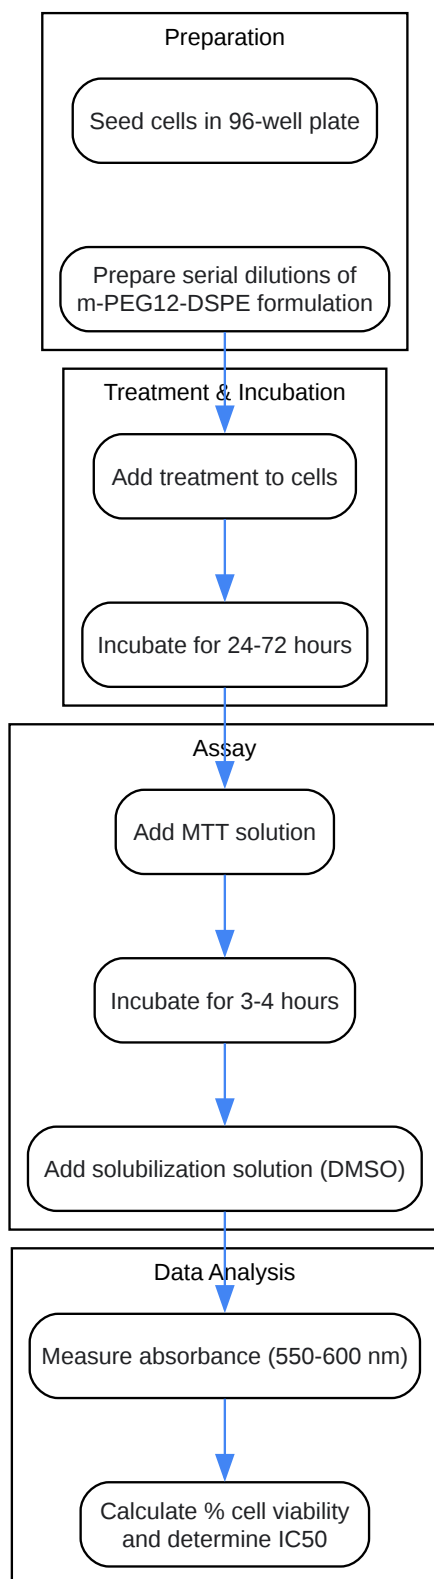 Preparation
Seed cells in 96-well plate
Prepare serial dilutions of
m-PEG12-DSPE formulation
Treatment & Incubation
Add treatment to cells
Incubate for 24-72 hours
Assay
Add MTT solution
Incubate for 3-4 hours
Add solubilization solution (DMSO)
Data Analysis
Measure absorbance (550-600 nm)
Calculate % cell viability
and determine IC50